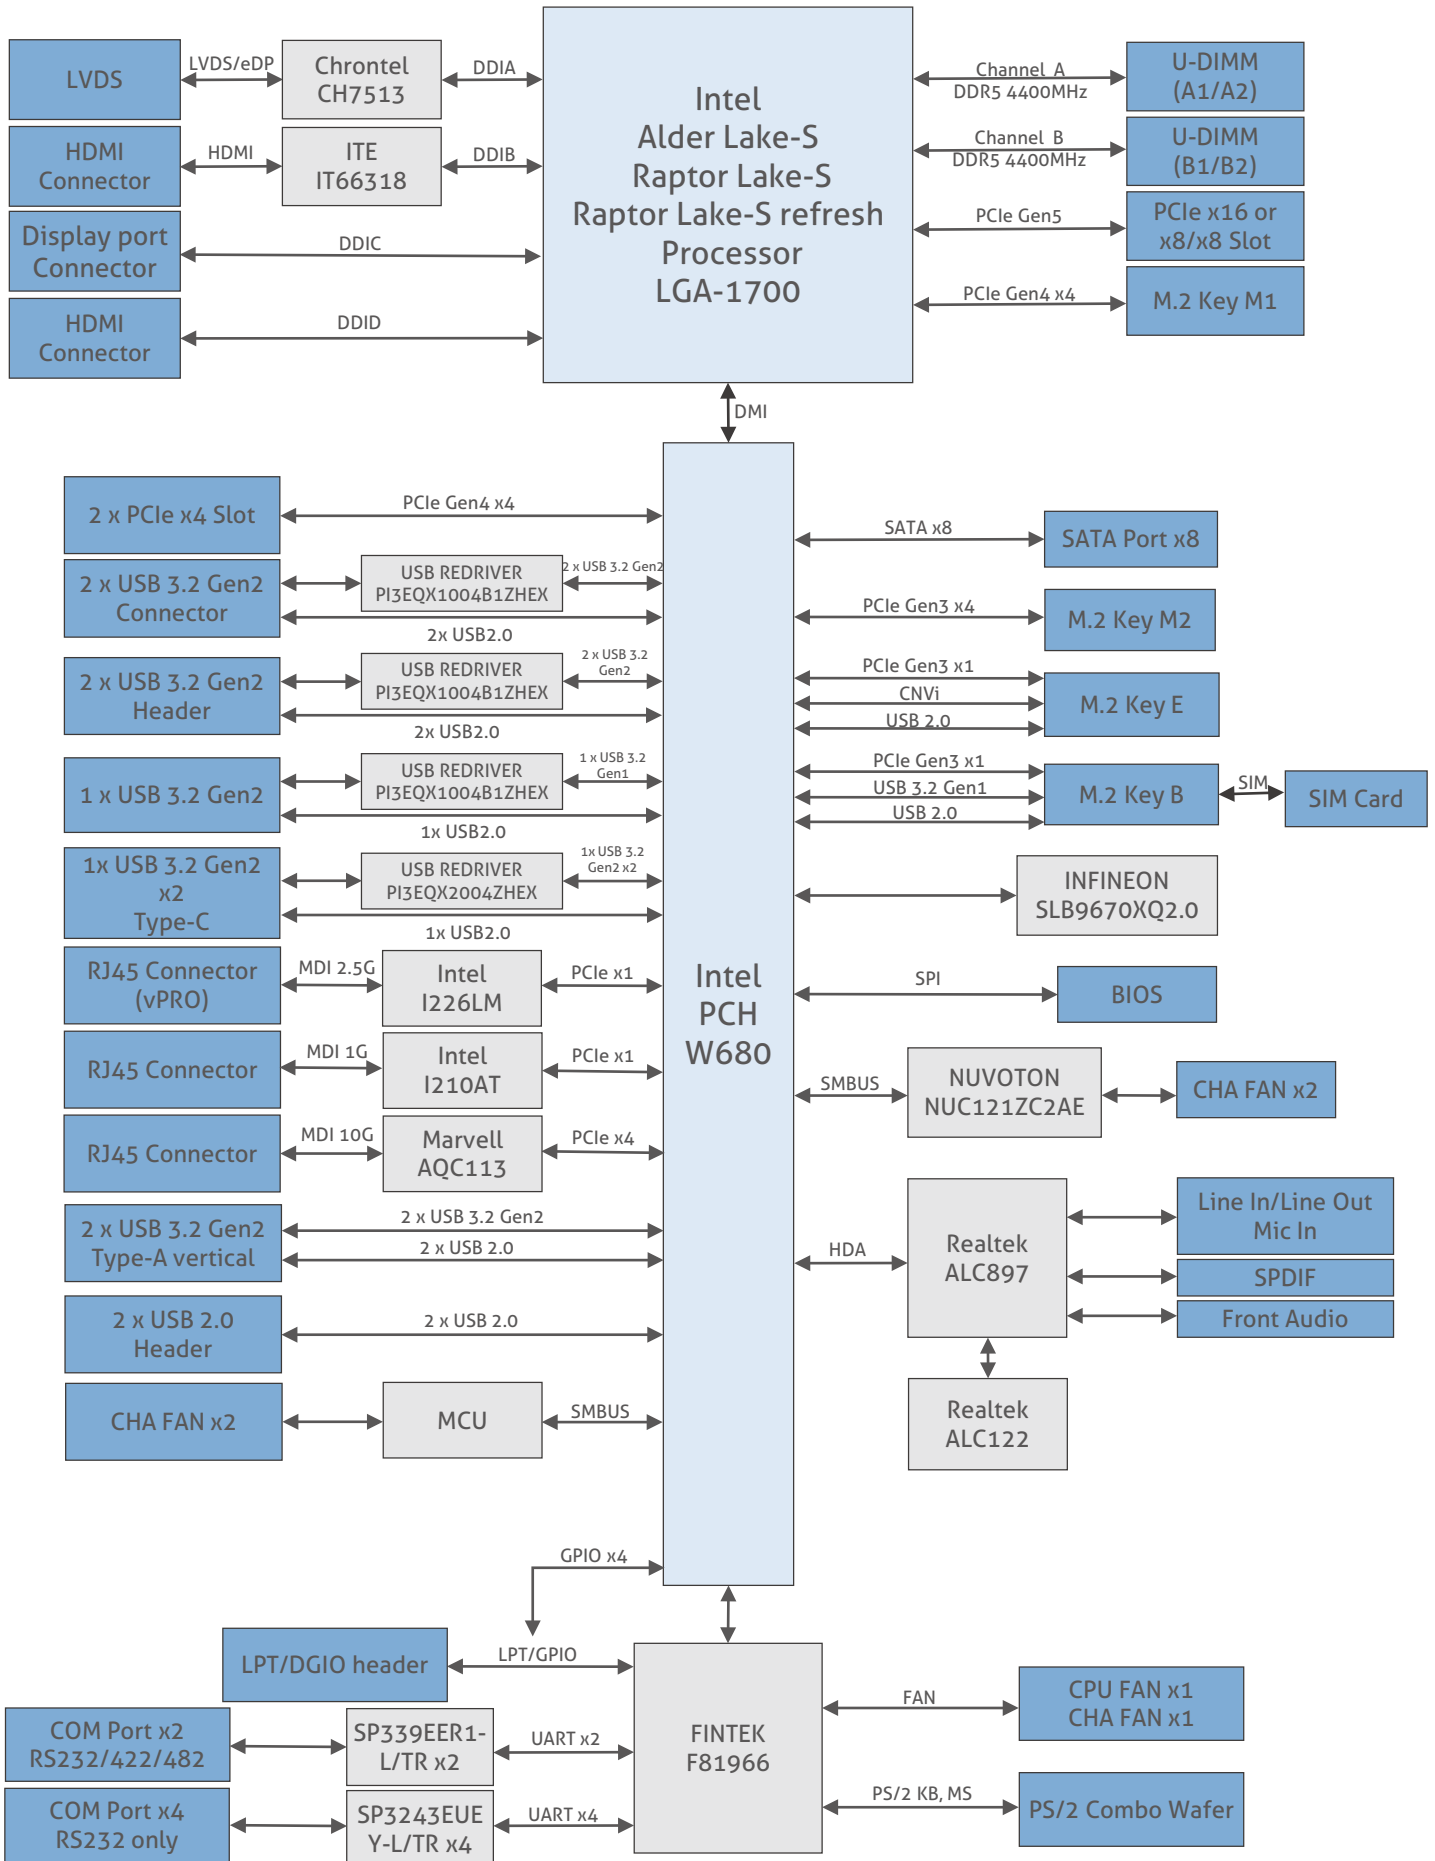 LVDS
LVDS/eDP
Chrontel
CH7513
DDIA
HDMI
Connector
HDMI
ITE
IT66318
DDIB
Display port
Connector
DDIC
HDMI
Connector
DDID
Intel
Alder Lake-S
Raptor Lake-S
Raptor Lake-S refresh
Processor
LGA-1700
Channel A
DDR5 4400MHz
U-DIMM
(A1/A2)
Channel B
DDR5 4400MHz
U-DIMM
(B1/B2)
PCIe Gen5
PCIe x16 or
x8/x8 Slot
PCIe Gen4 x4
M.2 Key M1
DMI
2 x PCIe x4 Slot
PCIe Gen4 x4
2 x USB 3.2 Gen2
Connector
USB REDRIVER
PI3EQX1004B1ZHEX
2 x USB 3.2 Gen2
2x USB2.0
2 x USB 3.2 Gen2
Header
USB REDRIVER
PI3EQX1004B1ZHEX
2 x USB 3.2
Gen2
2x USB2.0
1 x USB 3.2 Gen2
USB REDRIVER
PI3EQX1004B1ZHEX
1 x USB 3.2
Gen1
1x USB2.0
1x USB 3.2 Gen2
x2
Type-C
USB REDRIVER
PI3EQX2004ZHEX
1x USB 3.2
Gen2 x2
1x USB2.0
RJ45 Connector
(vPRO)
MDI 2.5G
Intel
I226LM
PCIe x1
RJ45 Connector
MDI 1G
Intel
I210AT
PCIe x1
RJ45 Connector
MDI 10G
Marvell
AQC113
PCIe x4
2 x USB 3.2 Gen2
Type-A vertical
2 x USB 3.2 Gen2
2 x USB 2.0
2 x USB 2.0
Header
2 x USB 2.0
CHA FAN x2
MCU
SMBUS
Intel
PCH
W680
SATA x8
SATA Port x8
PCIe Gen3 x4
M.2 Key M2
PCIe Gen3 x1
CNVi
USB 2.0
M.2 Key E
PCIe Gen3 x1
USB 3.2 Gen1
USB 2.0
M.2 Key B
SIM
SIM Card
INFINEON
SLB9670XQ2.0
SPI
BIOS
SMBUS
NUVOTON
NUC121ZC2AE
CHA FAN x2
HDA
Realtek
ALC897
Line In/Line Out
Mic In
SPDIF
Front Audio
Realtek
ALC122
GPIO x4
LPT/DGIO header
LPT/GPIO
COM Port x2
RS232/422/482
SP339EER1-
L/TR x2
UART x2
COM Port x4
RS232 only
SP3243EUE
Y-L/TR x4
UART x4
FINTEK
F81966
FAN
CPU FAN x1
CHA FAN x1
PS/2 KB, MS
PS/2 Combo Wafer